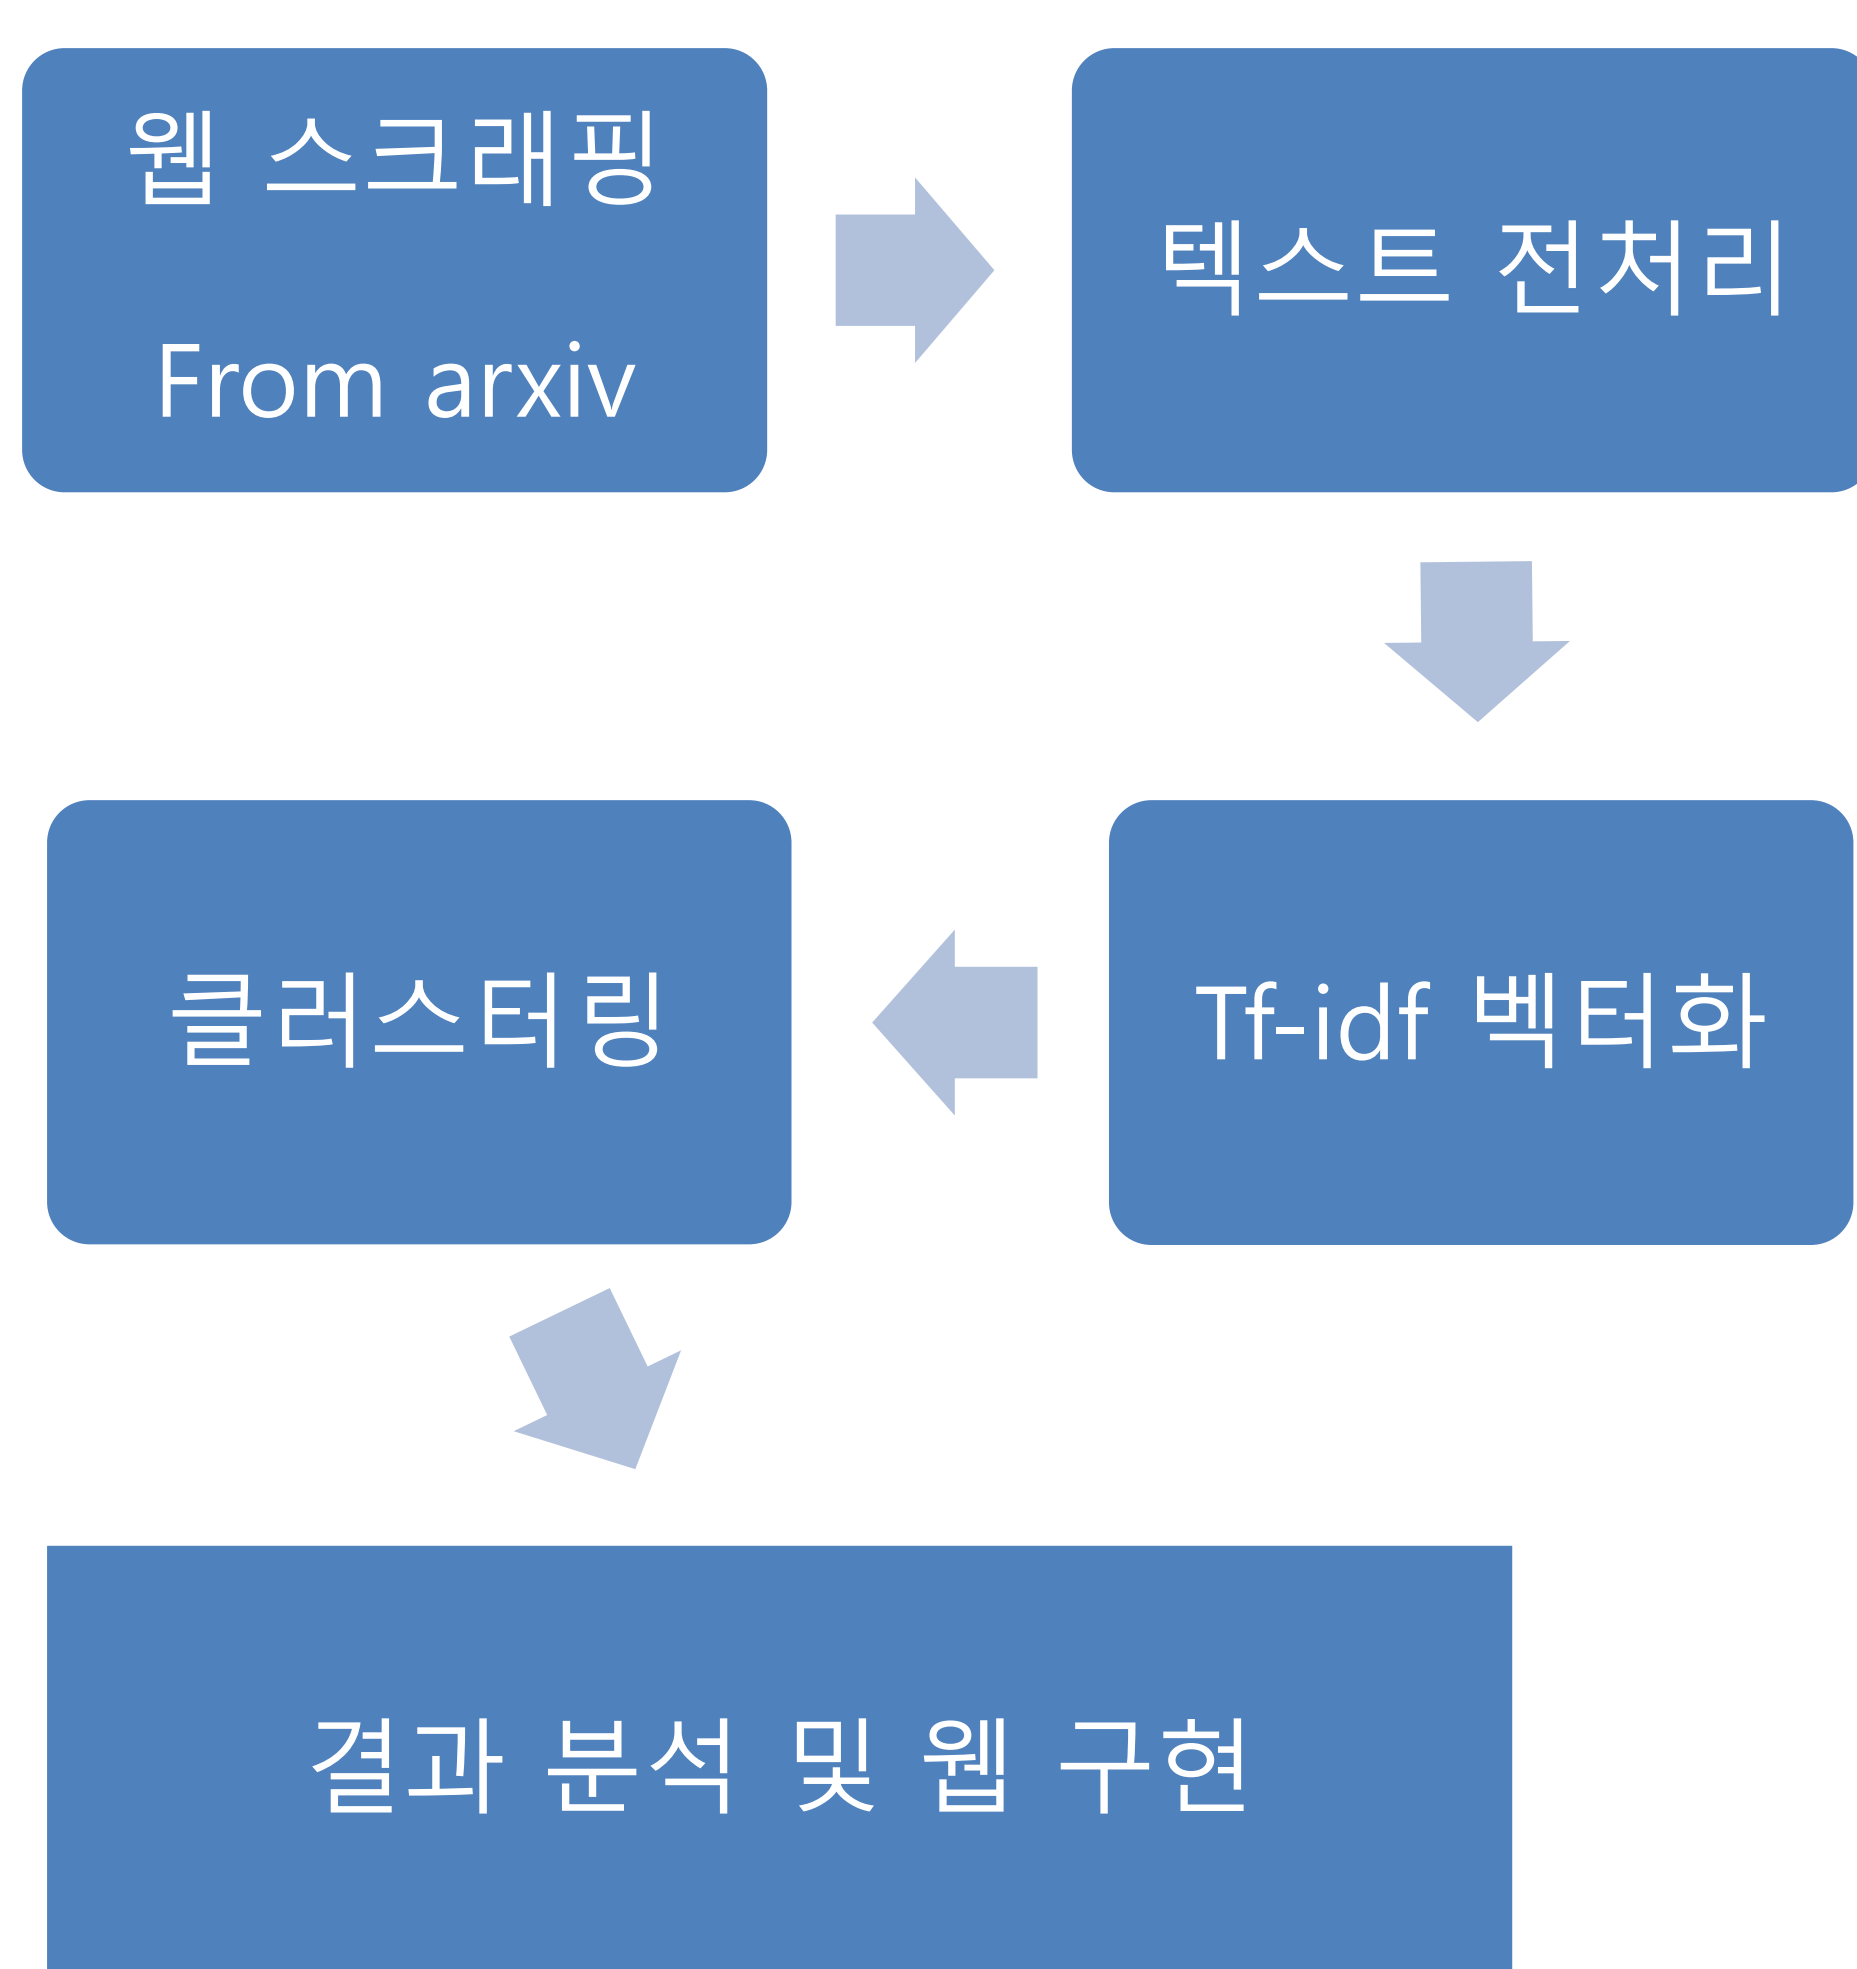 웹 스크래핑
From arxiv
텍스트 전처리
Tf-idf 벡터화
클러스터링
결과 분석 및 웹 구현